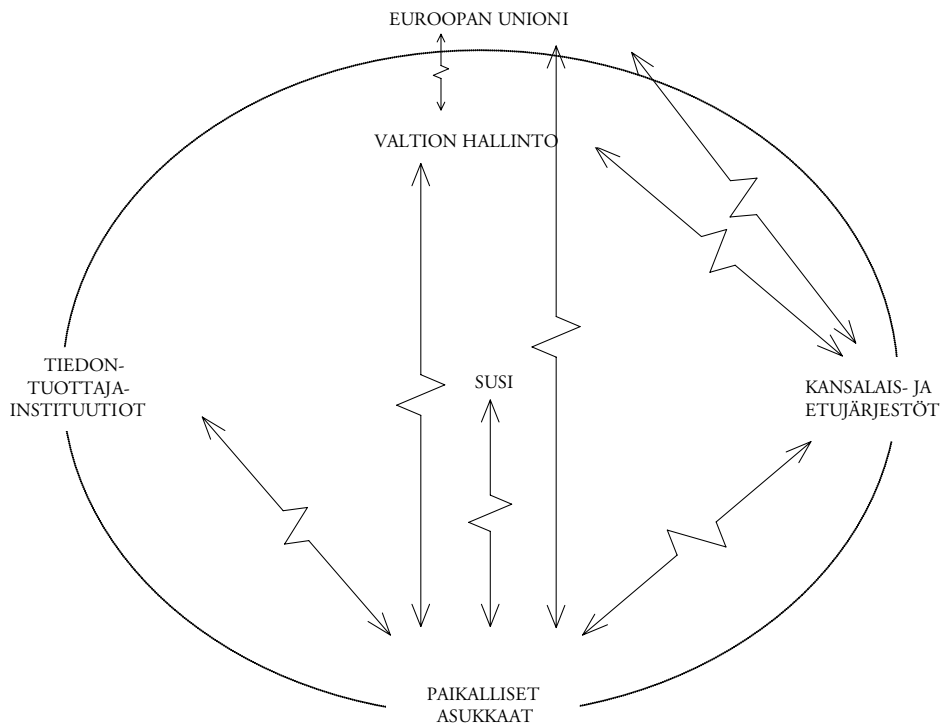 EUROOPAN UNIONI
VALTION HALLINTO
TIEDON-
TUOTTAJA-
INSTITUUTIOT
SUSI
KANSALAIS- JA
ETUJÄRJESTÖT
PAIKALLISET
ASUKKAAT